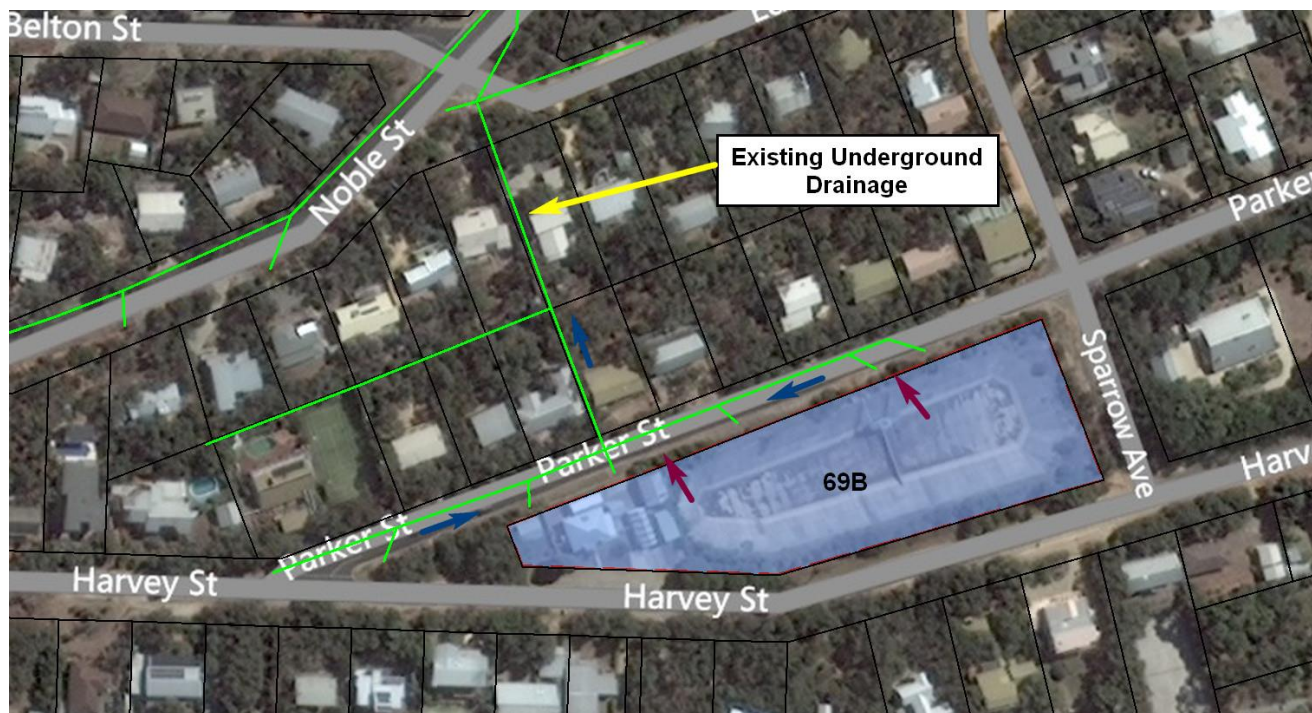 Belton St
Noble St
Existing Underground
Drainage
Parker
Sparrow Ave
Parker St
69B
Harv
Parker St
Harvey St
Harvey St